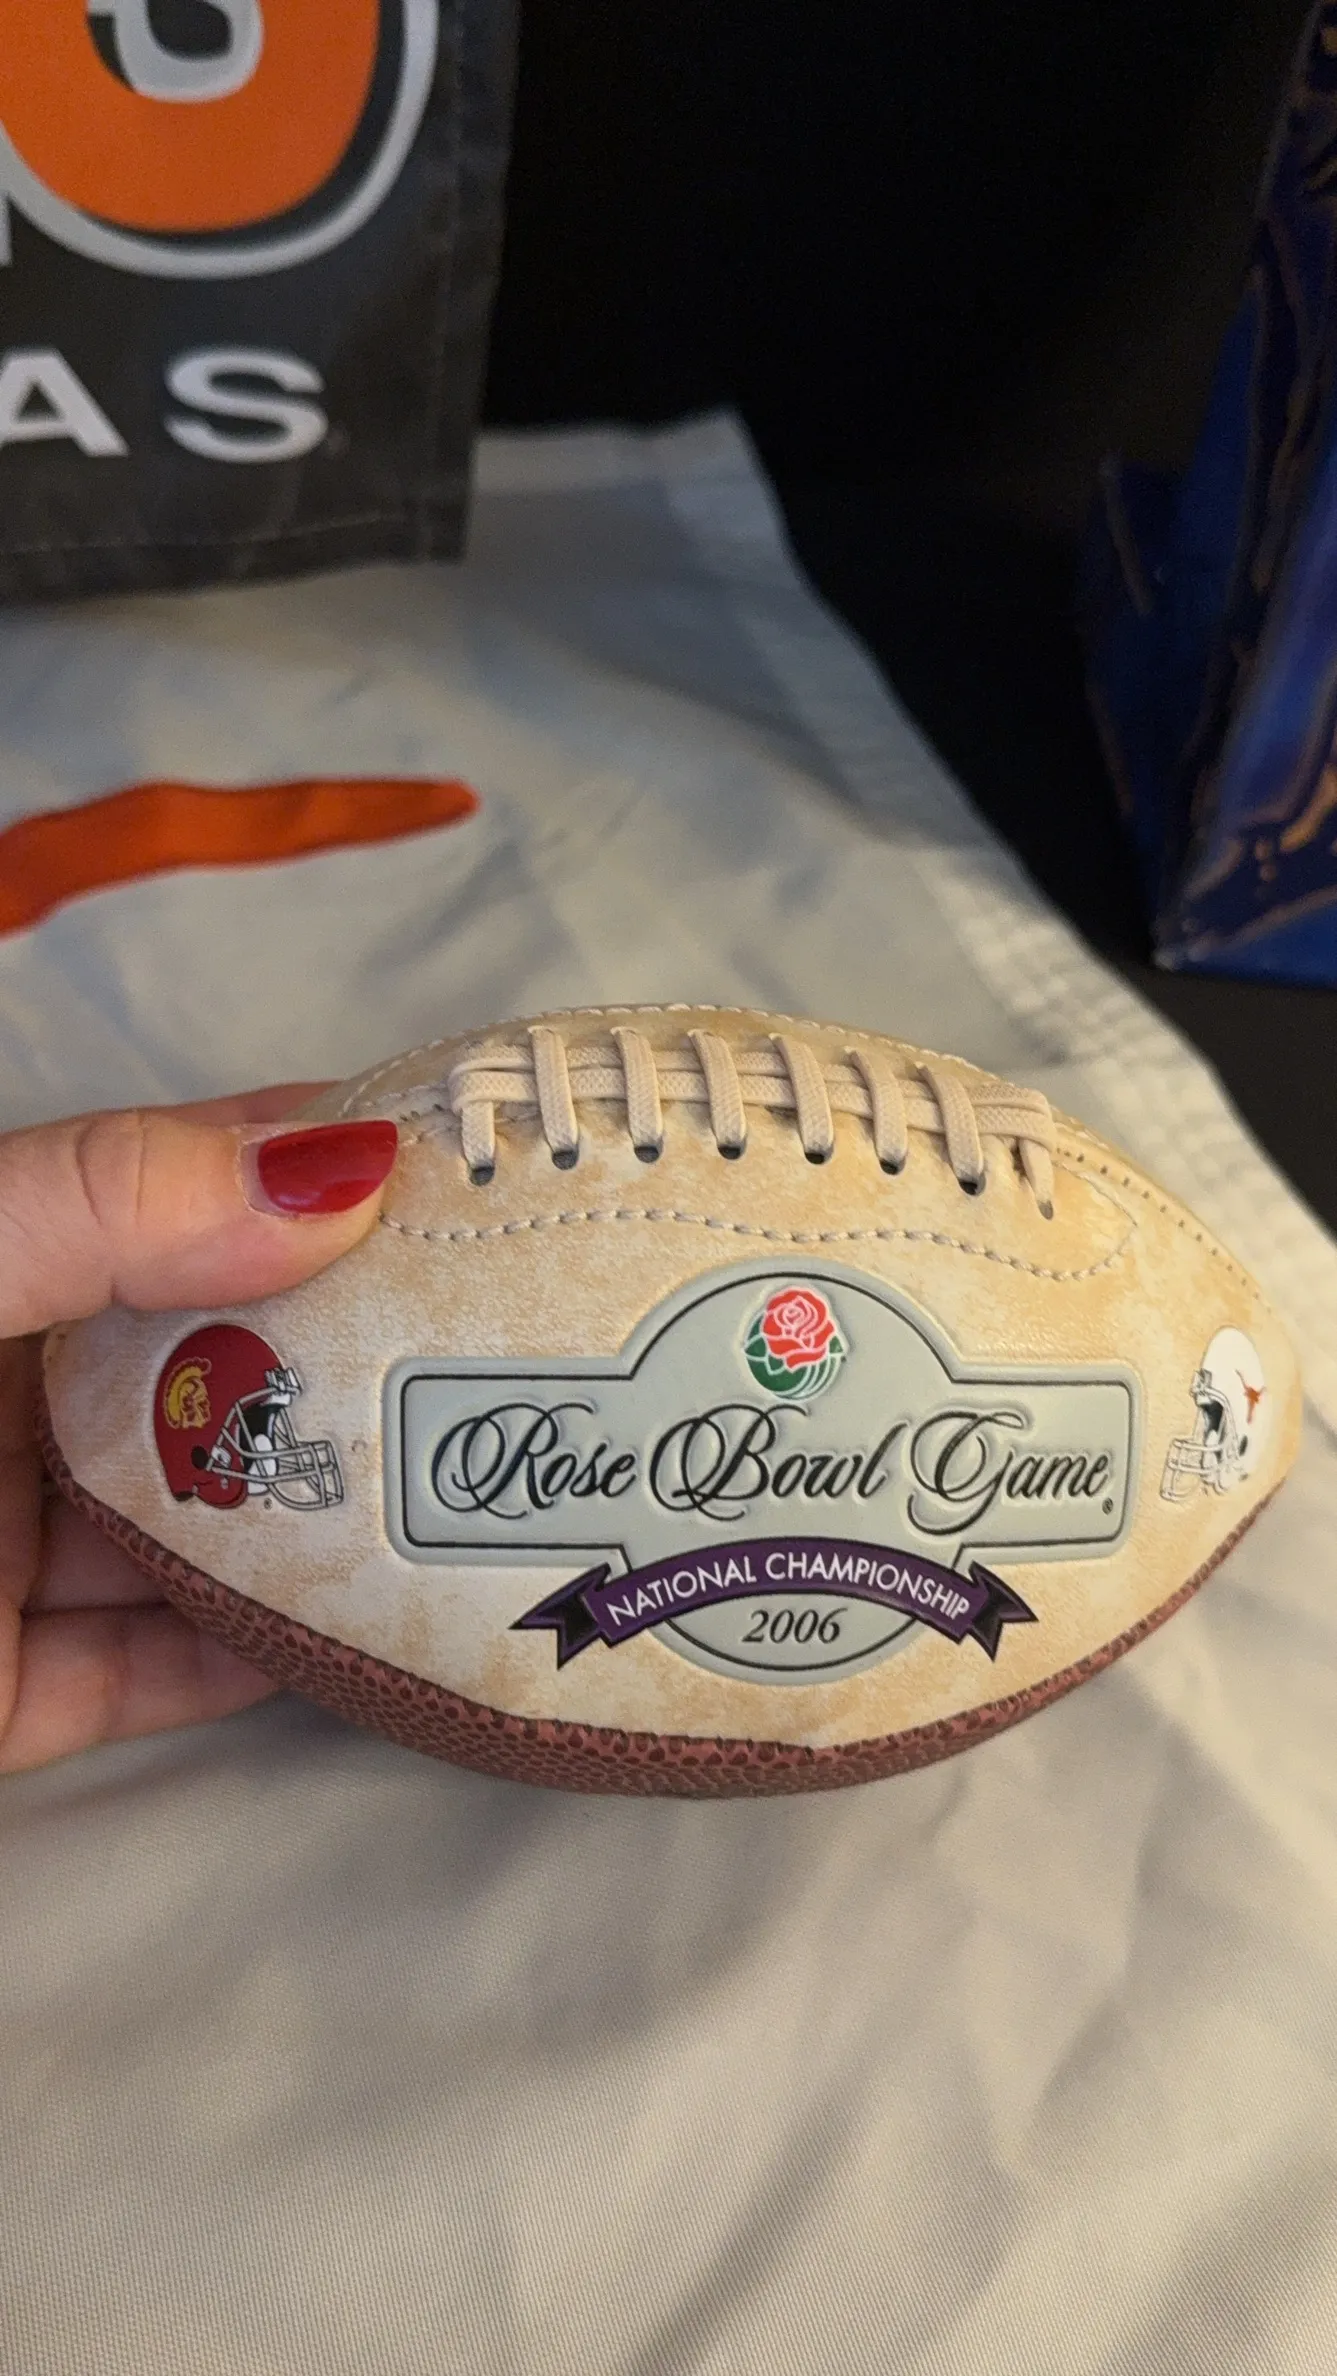 AS
Rose Bowl Game®
NATIONAL CHAMPIONSHIP
2006